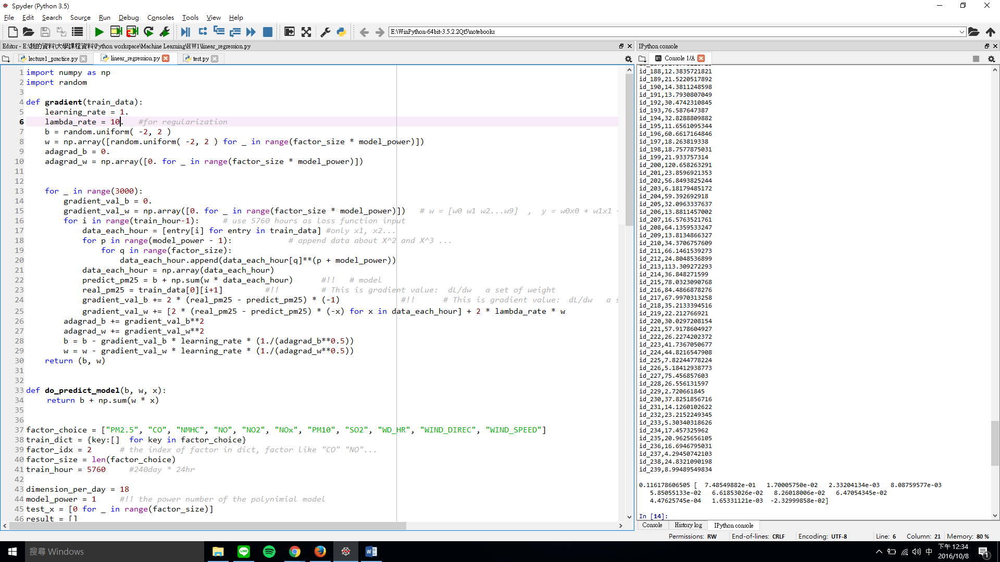 Spyder (Python 3.5)
File Edit Search Source Run Debug Consoles Tools View Help
E:\WinPython-64bit-3.5.2.2Qt5\notebooks
Editor - E:\我的資料\大學課程資料\Python workspace\Machine Learning\HW1\linear_regression.py
lecture1_practice.py linear_regression.py test.py
1 import numpy as np
2 import random
3
4 def gradient(train_data):
5     learning_rate = 1.
6     lambda_rate = 10.   #for regularization
7     b = random.uniform( -2, 2 )
8     w = np.array([random.uniform( -2, 2 ) for _ in range(factor_size * model_power)])
9     adagrad_b = 0.
10     adagrad_w = np.array([0. for _ in range(factor_size * model_power)])
11
12
13     for _ in range(3000):
14         gradient_val_b = 0.
15         gradient_val_w = np.array([0. for _ in range(factor_size * model_power)])   # w = [w0 w1 w2...w9]  ,  y = w0x0 + w1x1
16         for i in range(train_hour-1):     # use 5760 hours as loss function input
17             data_each_hour = [entry[i] for entry in train_data] #only x1, x2...
18             for p in range(model_power - 1):            # append data about X^2 and X^3 ...
19                 for q in range(factor_size):
20                     data_each_hour.append(data_each_hour[q]**(p + model_power))
21             data_each_hour = np.array(data_each_hour)
22             predict_pm25 = b + np.sum(w * data_each_hour)      #!!   # model
23             real_pm25 = train_data[0][i+1]         #!!         # This is gradient value:  dL/dw   a set of weight
24             gradient_val_b += 2 * (real_pm25 - predict_pm25) * (-1)             #!!      # This is gradient value:  dL/dw   a s
25             gradient_val_w += [2 * (real_pm25 - predict_pm25) * (-x) for x in data_each_hour] + 2 * lambda_rate * w
26         adagrad_b += gradient_val_b**2
27         adagrad_w += gradient_val_w**2
28         b = b - gradient_val_b * learning_rate * (1./(adagrad_b**0.5))
29         w = w - gradient_val_w * learning_rate * (1./(adagrad_w**0.5))
30     return (b, w)
31
32
33 def do_predict_model(b, w, x):
34     return b + np.sum(w * x)
35
36
37 factor_choice = ["PM2.5", "CO", "NMHC", "NO", "NO2", "NOx", "PM10", "SO2", "WD_HR", "WIND_DIREC", "WIND_SPEED"]
38 train_dict = {key:[]  for key in factor_choice}
39 factor_idx = 2      # the index of factor in dict, factor like "CO" "NO"...
40 factor_size = len(factor_choice)
41 train_hour = 5760     #240day * 24hr
42
43 dimension_per_day = 18
44 model_power = 1     #!! the power number of the polynimial model
45 test_x = [0 for _ in range(factor_size)]
46 result = []
IPython console
Console 1/A
id_188,12.3835721821
id_189,21.5220517892
id_190,14.3811248598
id_191,13.7930807049
id_192,30.4742310845
id_193,76.587647387
id_194,32.8288809882
id_195,11.6561095344
id_196,60.6617164846
id_197,18.263819338
id_198,18.7577875031
id_199,21.933757314
id_200,120.658263291
id_201,23.8596921353
id_202,56.8493825244
id_203,6.18179485172
id_204,59.392692918
id_205,32.0963337637
id_206,13.8811457002
id_207,16.5763521761
id_208,64.1359533247
id_209,13.8134866327
id_210,34.3706757609
id_211,66.1461539273
id_212,24.8048536899
id_213,113.309272293
id_214,36.848271599
id_215,78.0323090768
id_216,84.4866878276
id_217,67.9970313258
id_218,35.2133394516
id_219,22.212766921
id_220,30.0297208154
id_221,57.9178604927
id_222,26.2274202372
id_223,41.7367050677
id_224,44.8216547908
id_225,7.82244778224
id_226,5.18412938773
id_227,75.456857603
id_228,26.556131597
id_229,2.720661845
id_230,37.8251856716
id_231,14.1260102622
id_232,23.2152249345
id_233,5.30340318626
id_234,17.457325962
id_235,20.9625656105
id_236,16.6946795031
id_237,4.29450742103
id_238,24.8321090198
id_239,8.99489549834
0.116178606505 [  7.48549882e-01   1.70005750e-02   2.33204134e-03   8.08759577e-03
   5.85055133e-02   6.61853026e-02   8.26018006e-02   6.47054345e-02
   4.47625745e-04   1.65331121e-03  -2.32999858e-02]
In [14]:
Console History log IPython console
Permissions: RW End-of-lines: CRLF Encoding: UTF-8 Line: 6 Column: 21 Memory: 80 %
搜尋 Windows
中 下午 12:34
2016/10/8
1